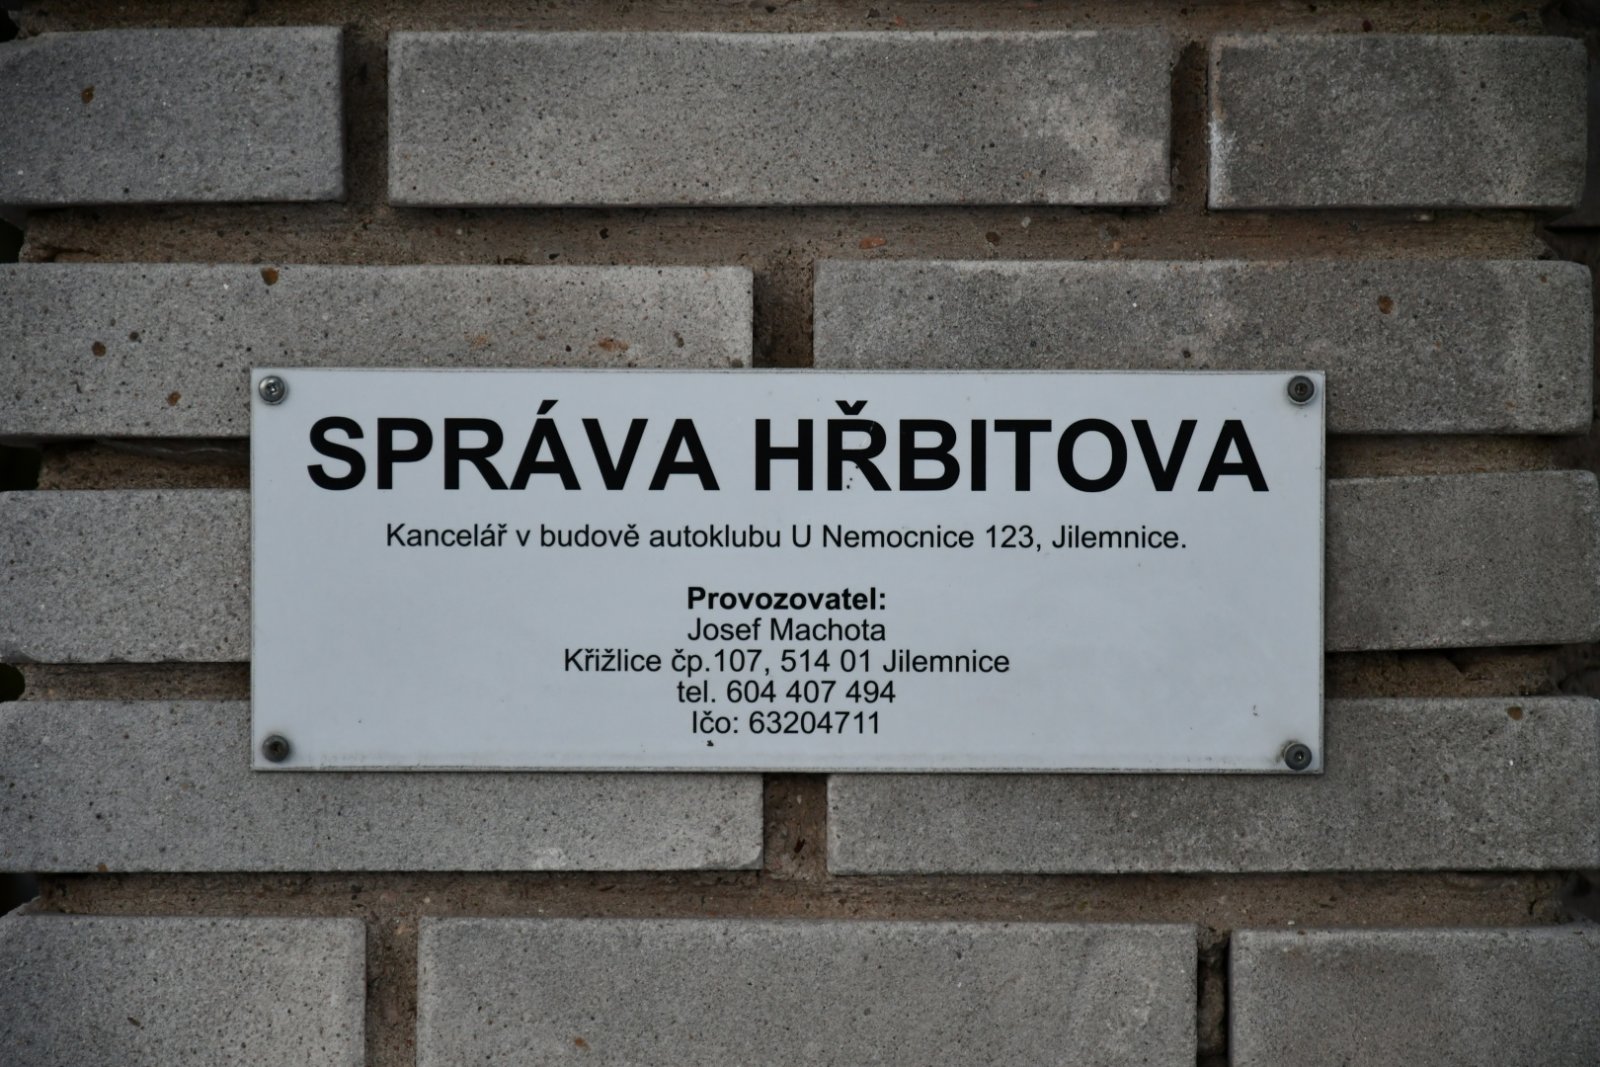 SPRÁVA HŘBITOVA
Kancelář v budově autoklubu U Nemocnice 123, Jilemnice.
Provozovatel:
Josef Machota
Křižlice čp.107, 514 01 Jilemnice
tel. 604 407 494
Ičo: 63204711